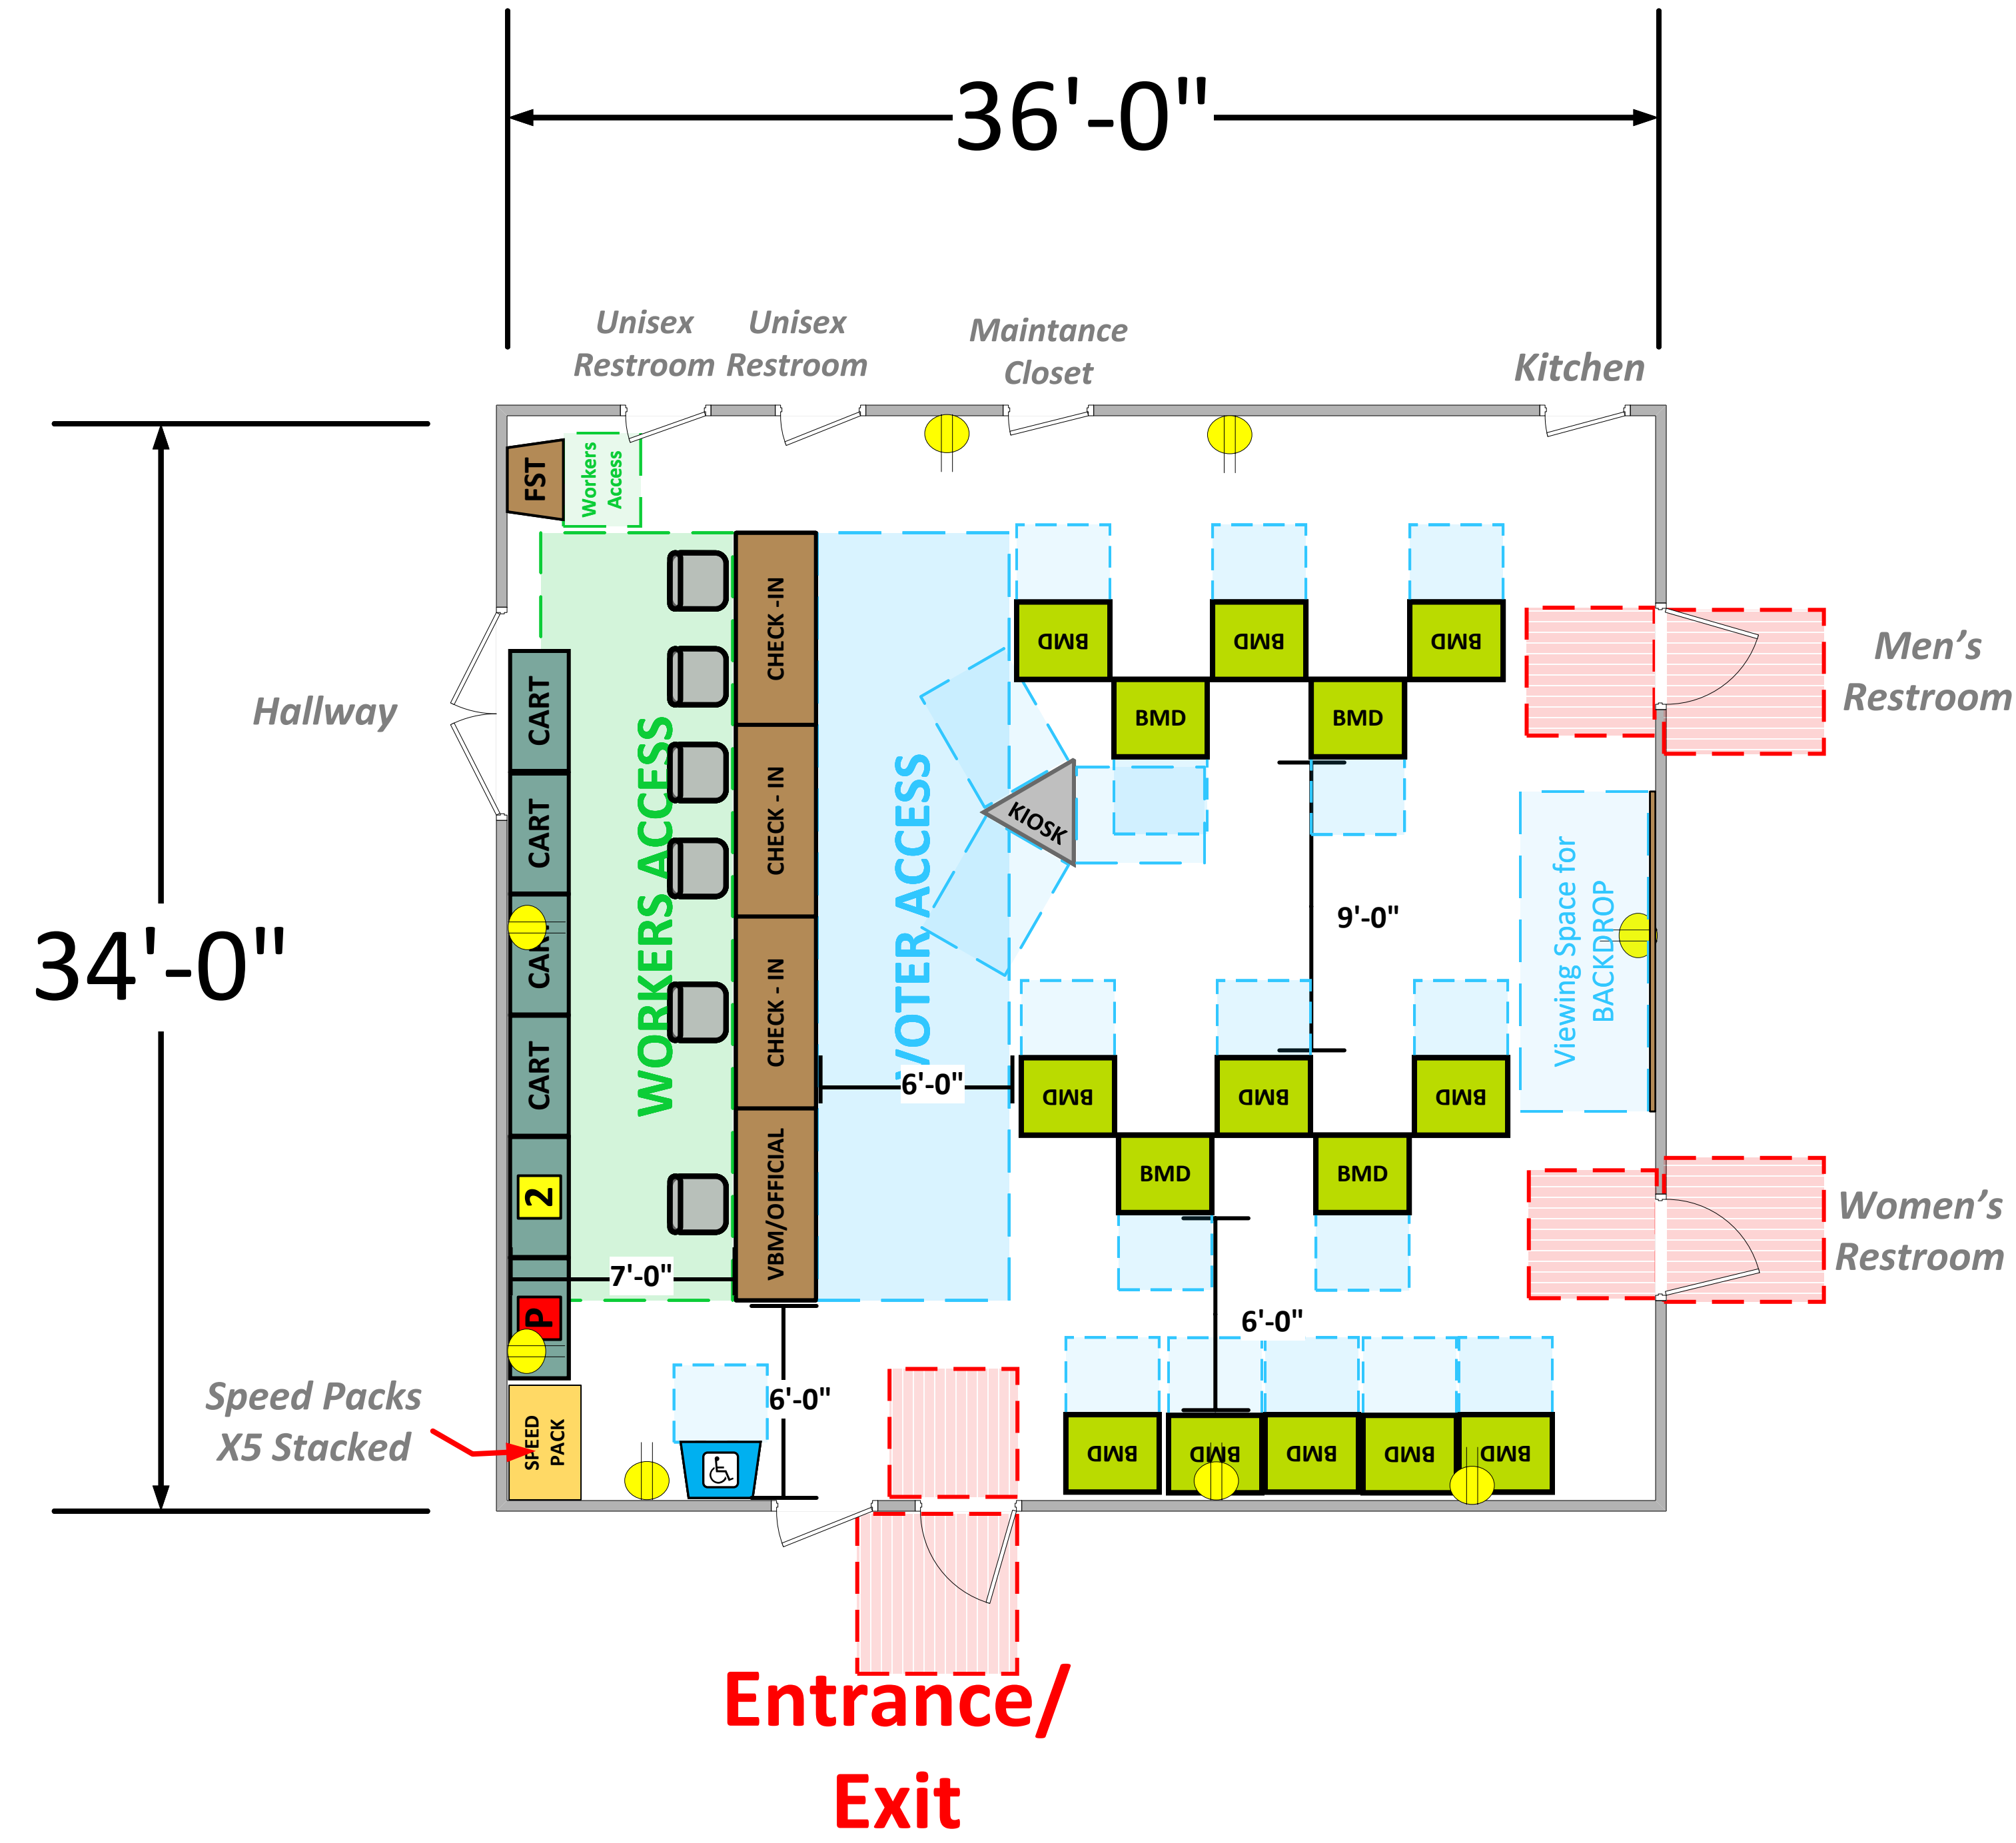 36'-0"
Unisex
Restroom
Unisex
Restroom
Maintance
Closet
Kitchen
FST
Workers
Access
CHECK -IN
BMD
BMD
BMD
Men's
Restroom
Hallway
CART
BMD
BMD
CART
CHECK - IN
KIOSK
WORKERS ACCESS
VOTER ACCESS
9'-0"
Viewing Space for
BACKDROP
34'-0"
CART
CHECK - IN
CART
6'-0"
BMD
BMD
BMD
BMD
BMD
2
VBM/OFFICIAL
Women's
Restroom
7'-0"
P
6'-0"
6'-0"
Speed Packs
X5 Stacked
SPEED
PACK
BMD
BMD
BMD
BMD
BMD
Entrance/
Exit